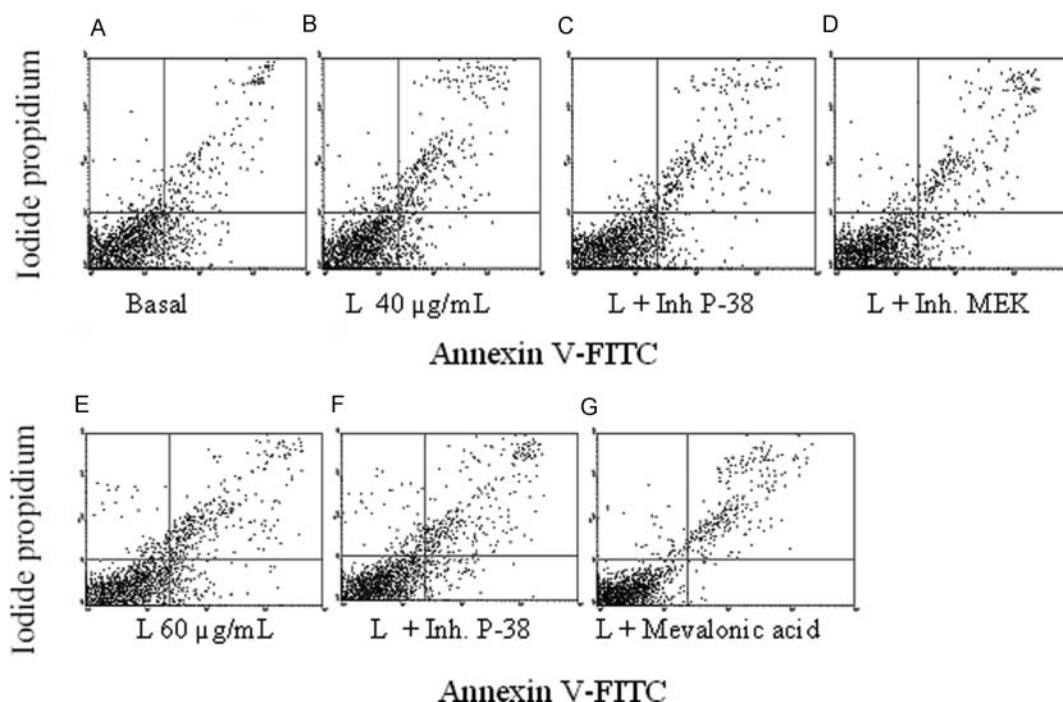 A B C D
Iodide propidium
Basal L 40 µg/mL L + Inh P-38 L + Inh. MEK
Annexin V-FITC
E F G
Iodide propidium
L 60 µg/mL L + Inh. P-38 L + Mevalonic acid
Annexin V-FITC